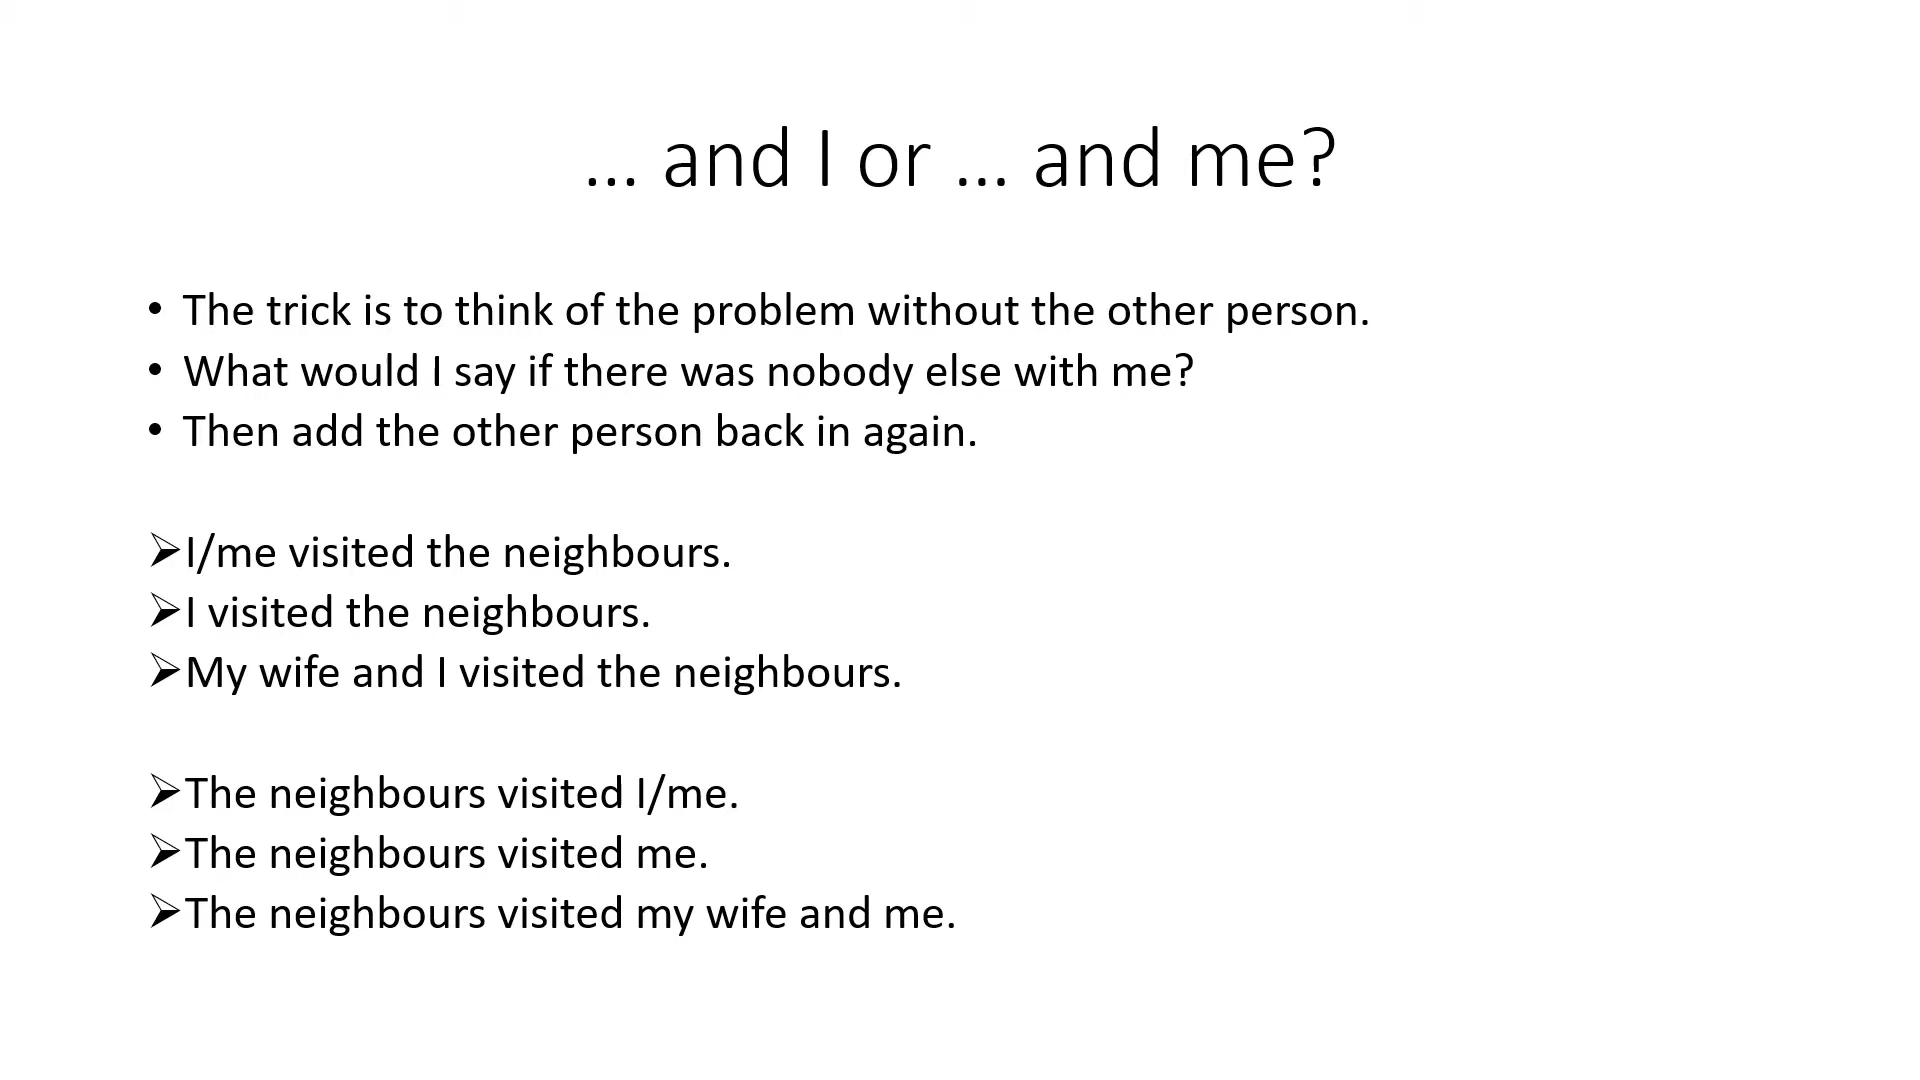 … and I or … and me?
• The trick is to think of the problem without the other person.
• What would I say if there was nobody else with me?
• Then add the other person back in again.
➢I/me visited the neighbours.
➢I visited the neighbours.
➢My wife and I visited the neighbours.
➢The neighbours visited I/me.
➢The neighbours visited me.
➢The neighbours visited my wife and me.